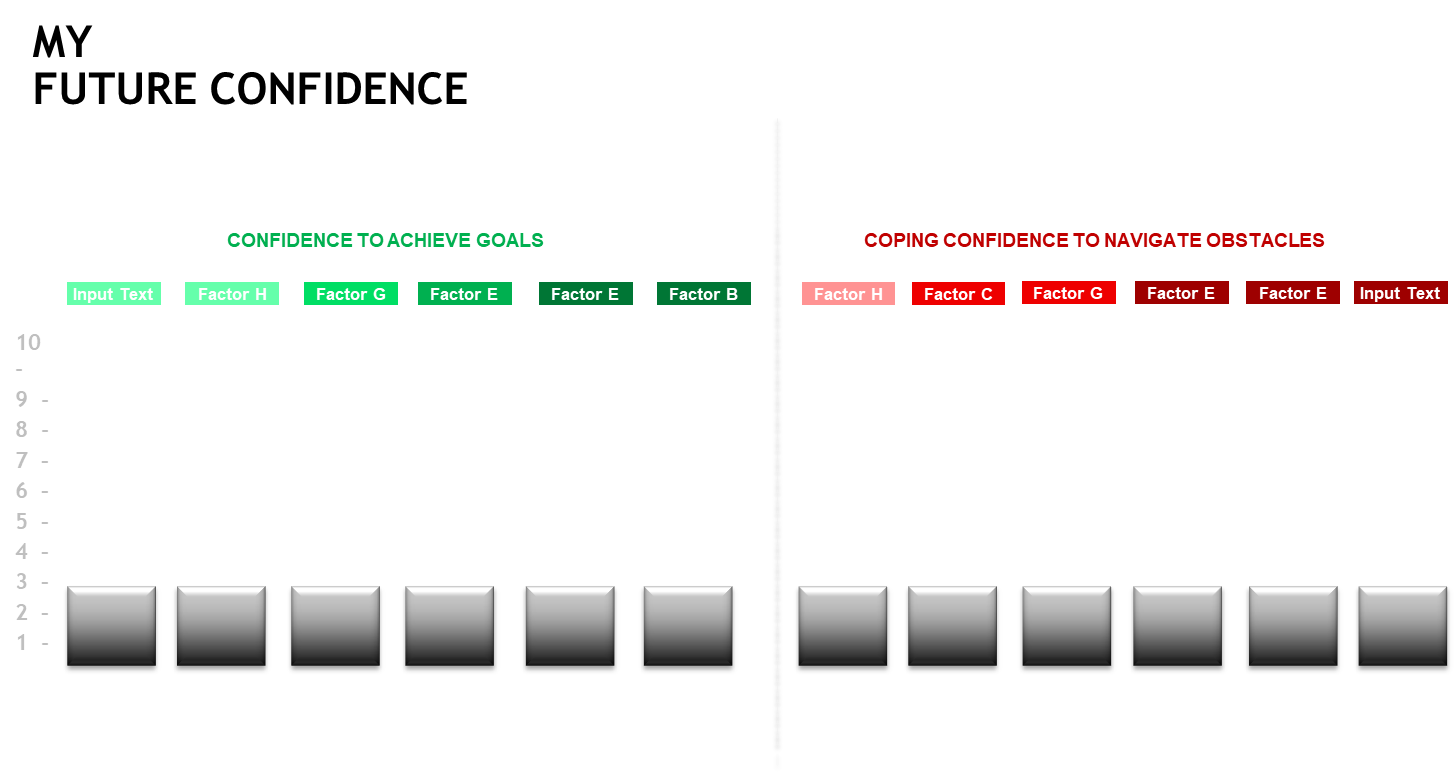 MY
FUTURE CONFIDENCE
CONFIDENCE TO ACHIEVE GOALS
COPING CONFIDENCE TO NAVIGATE OBSTACLES
Input Text
Factor H
Factor G
Factor E
Factor E
Factor B
Factor H
Factor C
Factor G
Factor E
Factor E
Input Text
10
-
9 -
8 -
7 -
6 -
5 -
4 -
3 -
2 -
1 -